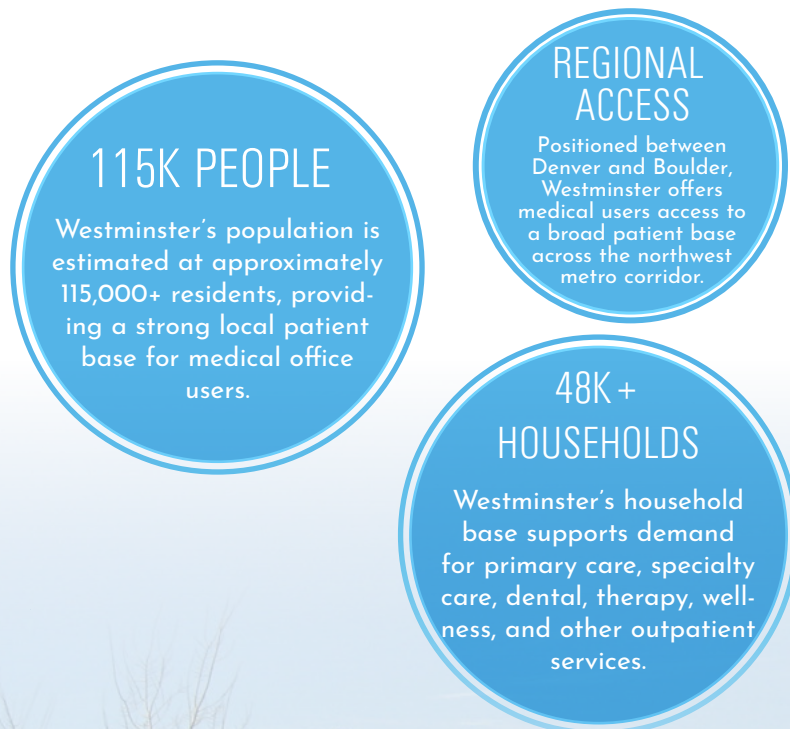 115K PEOPLE
Westminster's population is
estimated at approximately
115,000+ residents, provid-
ing a strong local patient
base for medical office
users.
REGIONAL
ACCESS
Positioned between
Denver and Boulder,
Westminster offers
medical users access to
a broad patient base
across the northwest
metro corridor.
48K+
HOUSEHOLDS
Westminster's household
base supports demand
for primary care, specialty
care, dental, therapy, well-
ness, and other outpatient
services.